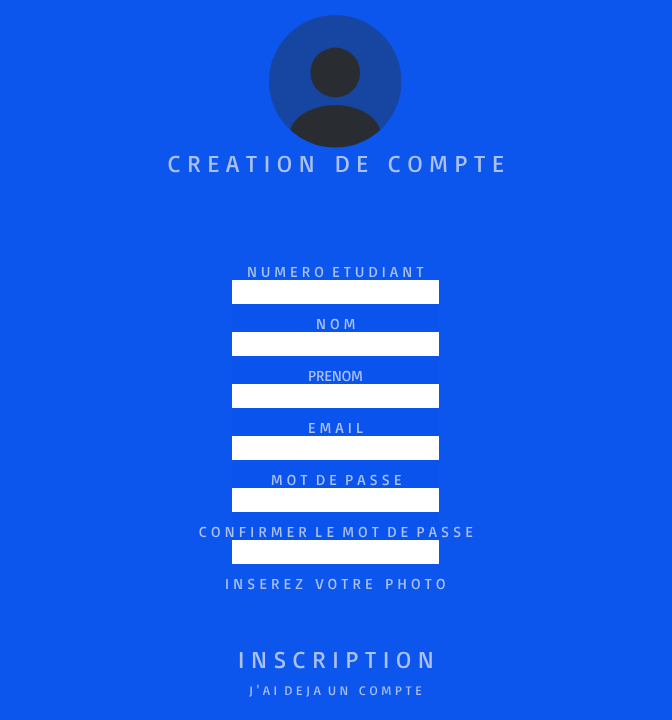 CREATION DE COMPTE
NUMERO ETUDIANT
NOM
PRENOM
EMAIL
MOT DE PASSE
CONFIRMER LE MOT DE PASSE
INSEREZ VOTRE PHOTO
INSCRIPTION
J'AI DEJA UN COMPTE